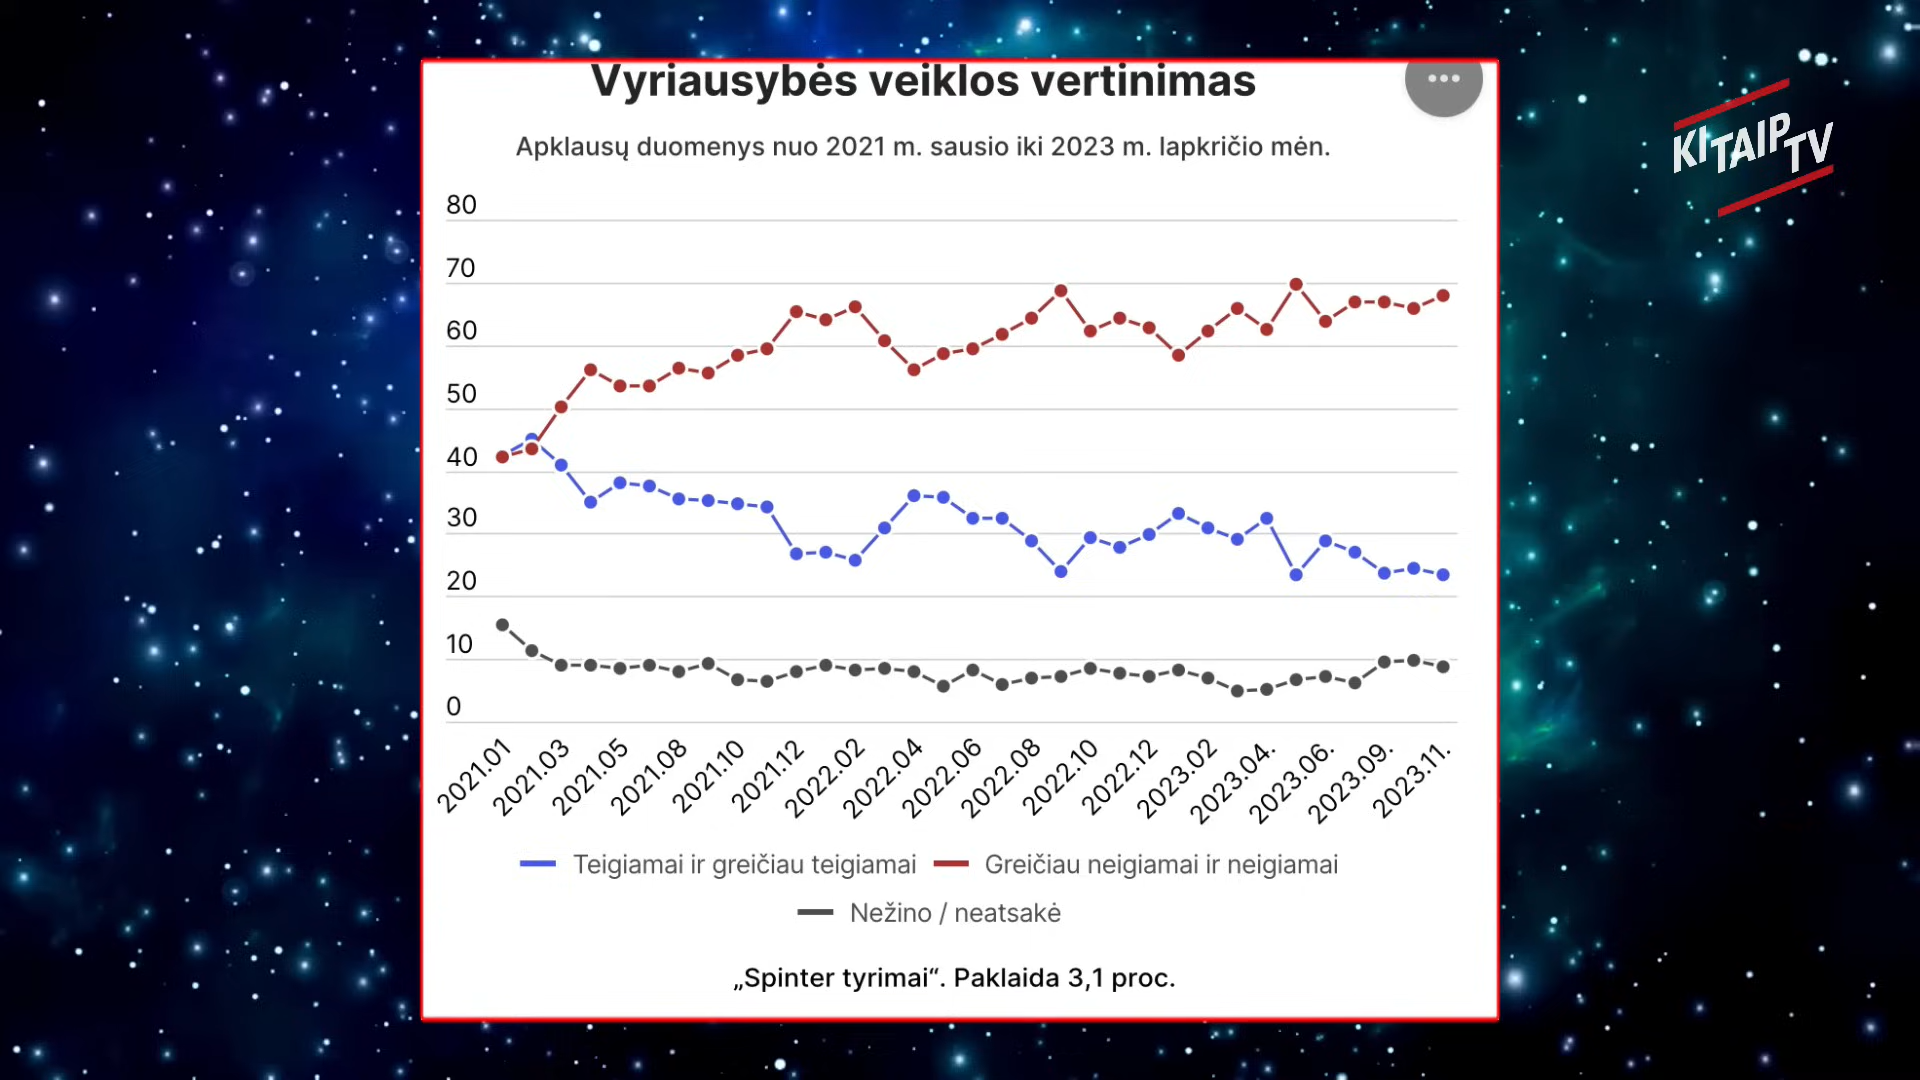 Vyriausybės veiklos vertinimas
KITAIP TV
Apklausų duomenys nuo 2021 m. sausio iki 2023 m. lapkričio mėn.
80
70
60
50
40
30
20
10
0
2021.01 2021.03 2021.05 2021.08 2021.10 2021.12 2022.02 2022.04 2022.06 2022.08 2022.10 2022.12 2023.02 2023.04. 2023.06. 2023.09. 2023.11.
Teigiamai ir greičiau teigiamai Greičiau neigiamai ir neigiamai
Nežino / neatsakė
„Spinter tyrimai“. Paklaida 3,1 proc.